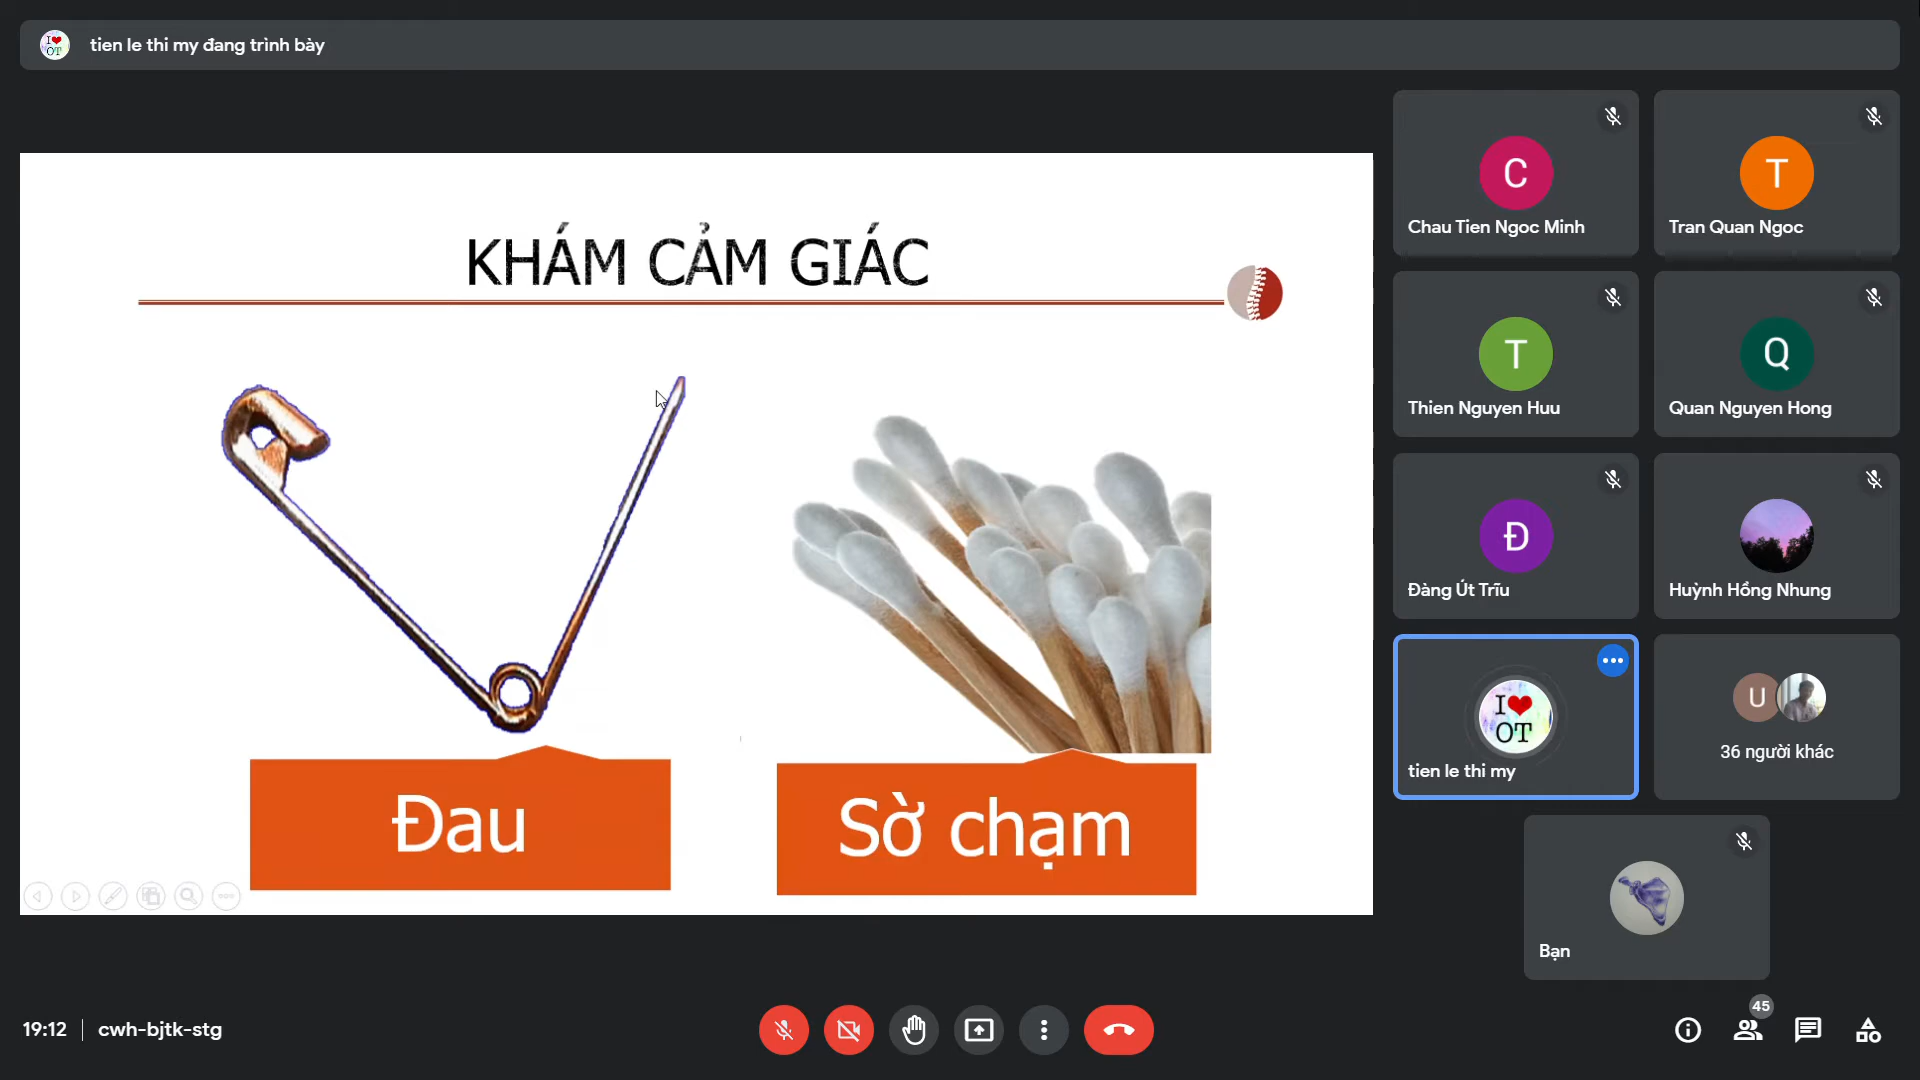 I❤
OT
tien le thi my đang trình bày
KHÁM CẢM GIÁC
Đau
Sờ chạm
C
Chau Tien Ngoc Minh
T
Tran Quan Ngoc
T
Thien Nguyen Huu
Q
Quan Nguyen Hong
Đ
Đàng Út Trĩu
Huỳnh Hồng Nhung
I❤
OT
tien le thi my
U
36 người khác
Bạn
19:12 | cwh-bjtk-stg
45